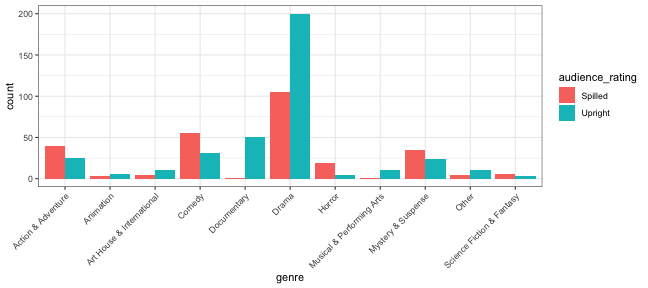 200
150
100
50
0
count
Action & Adventure
Animation
Art House & International
Comedy
Documentary
Drama
Horror
Musical & Performing Arts
Mystery & Suspense
Other
Science Fiction & Fantasy
genre
audience_rating
Spilled
Upright